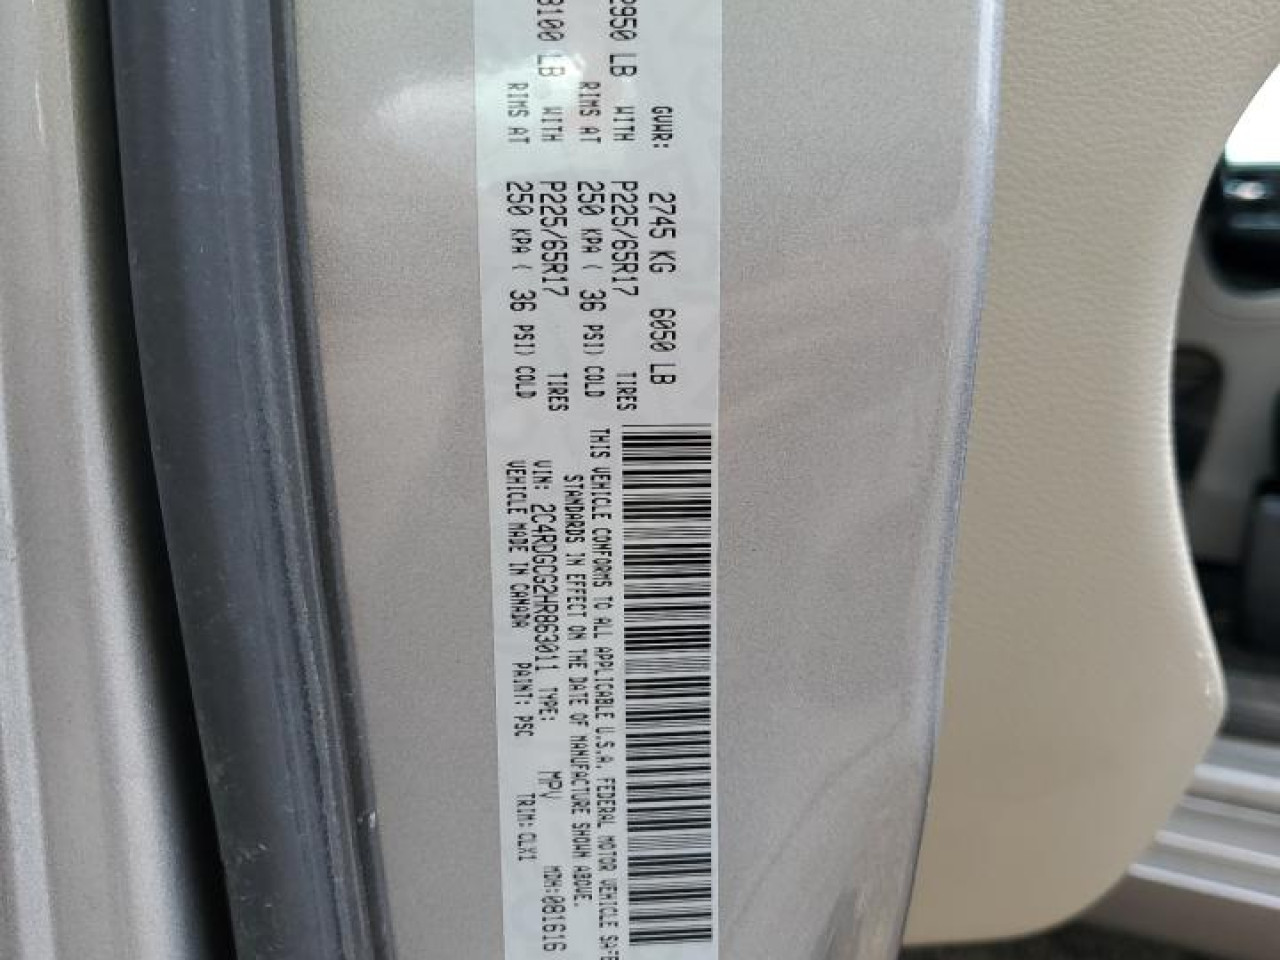 GVWR: 2745 KG 6050 LB
2950 LB WITH P225/65R17 TIRES
RIMS AT 250 KPA ( 36 PSI) COLD
8100 LB WITH P225/65R17 TIRES
RIMS AT 250 KPA ( 36 PSI) COLD
THIS VEHICLE CONFORMS TO ALL APPLICABLE U.S.A. FEDERAL MOTOR VEHICLE SAFE
STANDARDS IN EFFECT ON THE DATE OF MANUFACTURE SHOWN ABOVE.
VIN: 2C4RDGCG2HR863011 TYPE: MPV MDH:081616
VEHICLE MADE IN CANADA PAINT: PSC TRIM: CLX1